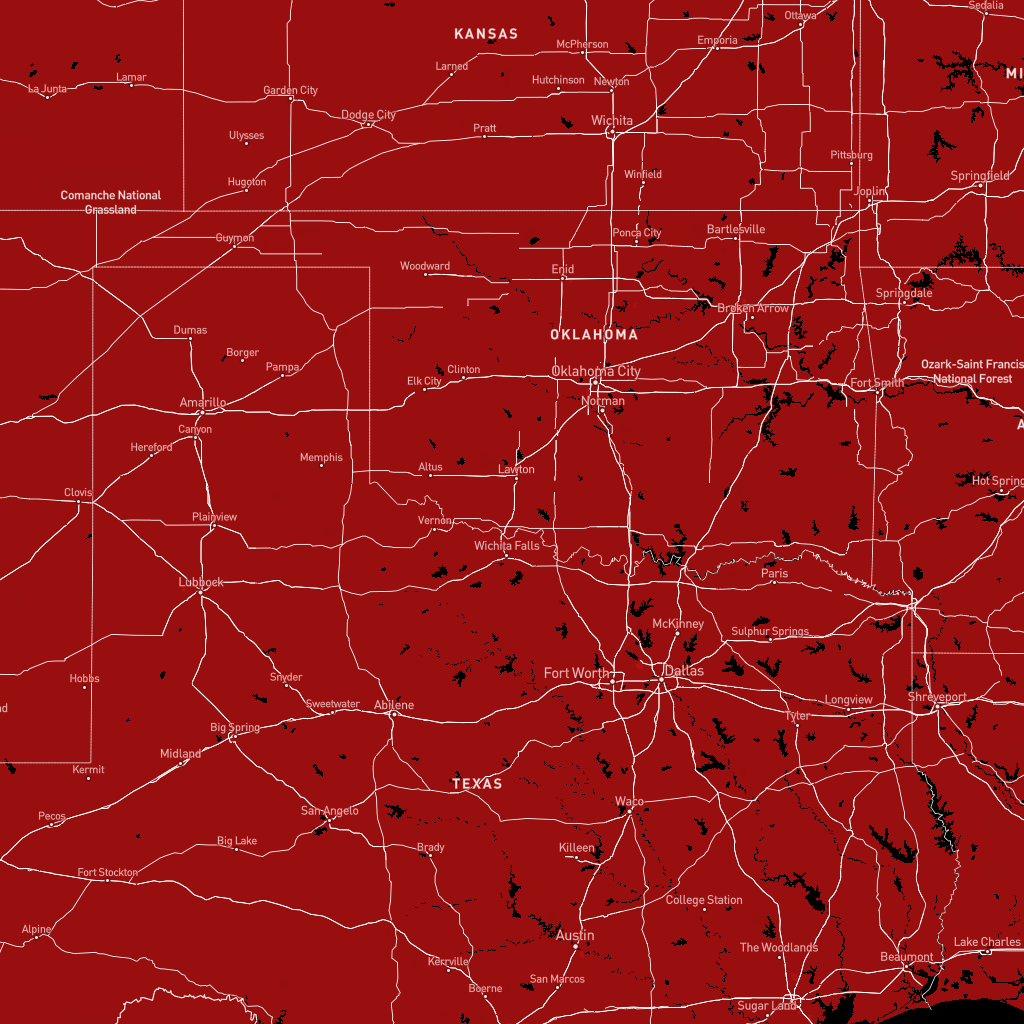 Sedalia
Ottawa
KANSAS
Emporia
McPherson
Larned
MI
Lamar
Hutchinson
Newton
La Junta
Garden City
Dodge City
Wichita
Pratt
Ulysses
Pittsburg
Winfield
Springfield
Hugoton
Joplin
Comanche National
Grassland
Ponca City
Bartlesville
Guymon
Woodward
Enid
Springdale
Broken Arrow
Dumas
OKLAHOMA
Borger
Pampa
Clinton
Oklahoma City
Ozark-Saint Francis
National Forest
Elk City
Fort Smith
Amarillo
Norman
A
Canyon
Hereford
Memphis
Altus
Lawton
Hot Spring
Clovis
Plainview
Vernon
Wichita Falls
Paris
Lubbock
McKinney
Sulphur Springs
Fort Worth
Dallas
Hobbs
Snyder
Shreveport
Longview
Sweetwater
Abilene
d
Tyler
Big Spring
Midland
Kermit
TEXAS
Waco
San Angelo
Pecos
Big Lake
Brady
Killeen
Fort Stockton
College Station
Alpine
Austin
Lake Charles
The Woodlands
Beaumont
Kerrville
San Marcos
Boerne
Sugar Land